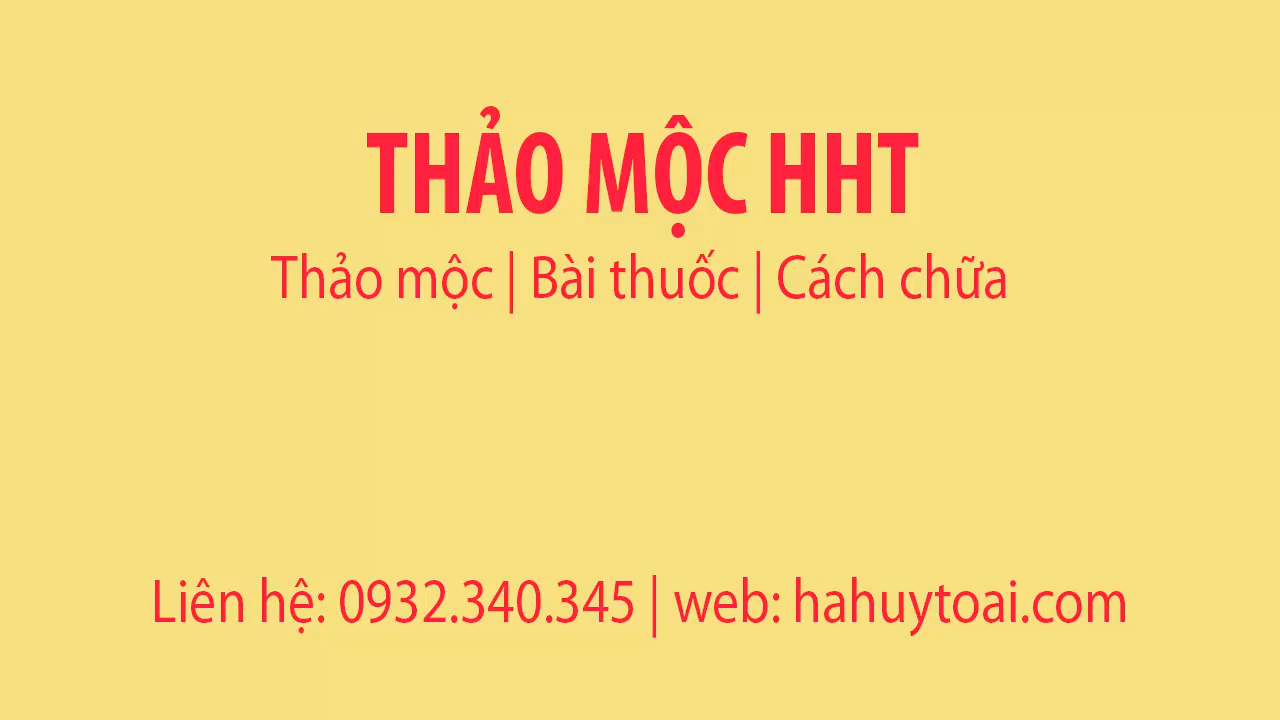 THẢO MỘC HHT
Thảo mộc | Bài thuốc | Cách chữa
Liên hệ: 0932.340.345 | web: hahuytoai.com